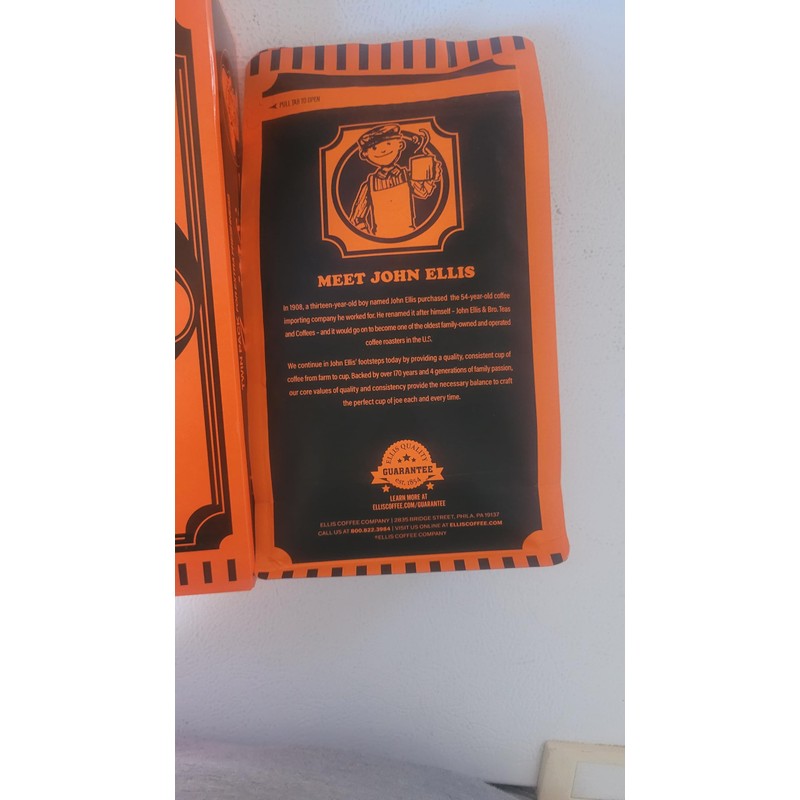 PULL TAB TO OPEN
MEET JOHN ELLIS
In 1908, a thirteen-year-old boy named John Ellis purchased the 54-year-old coffee
importing company he worked for. He renamed it after himself – John Ellis & Bro. Teas
and Coffees – and it would go on to become one of the oldest family-owned and operated
coffee roasters in the U.S.
We continue in John Ellis' footsteps today by providing a quality, consistent cup of
coffee from farm to cup. Backed by over 170 years and 4 generations of family passion,
our core values of quality and consistency provide the necessary balance to craft
the perfect cup of joe each and every time.
ELLIS QUALITY
GUARANTEE
est. 1854
LEARN MORE AT
ELLISCOFFEE.COM/GUARANTEE
ELLIS COFFEE COMPANY | 2835 BRIDGE STREET, PHILA. PA 19137
CALL US AT 800.822.3984 | VISIT US ONLINE AT ELLISCOFFEE.COM
©ELLIS COFFEE COMPANY
TWIN PACK